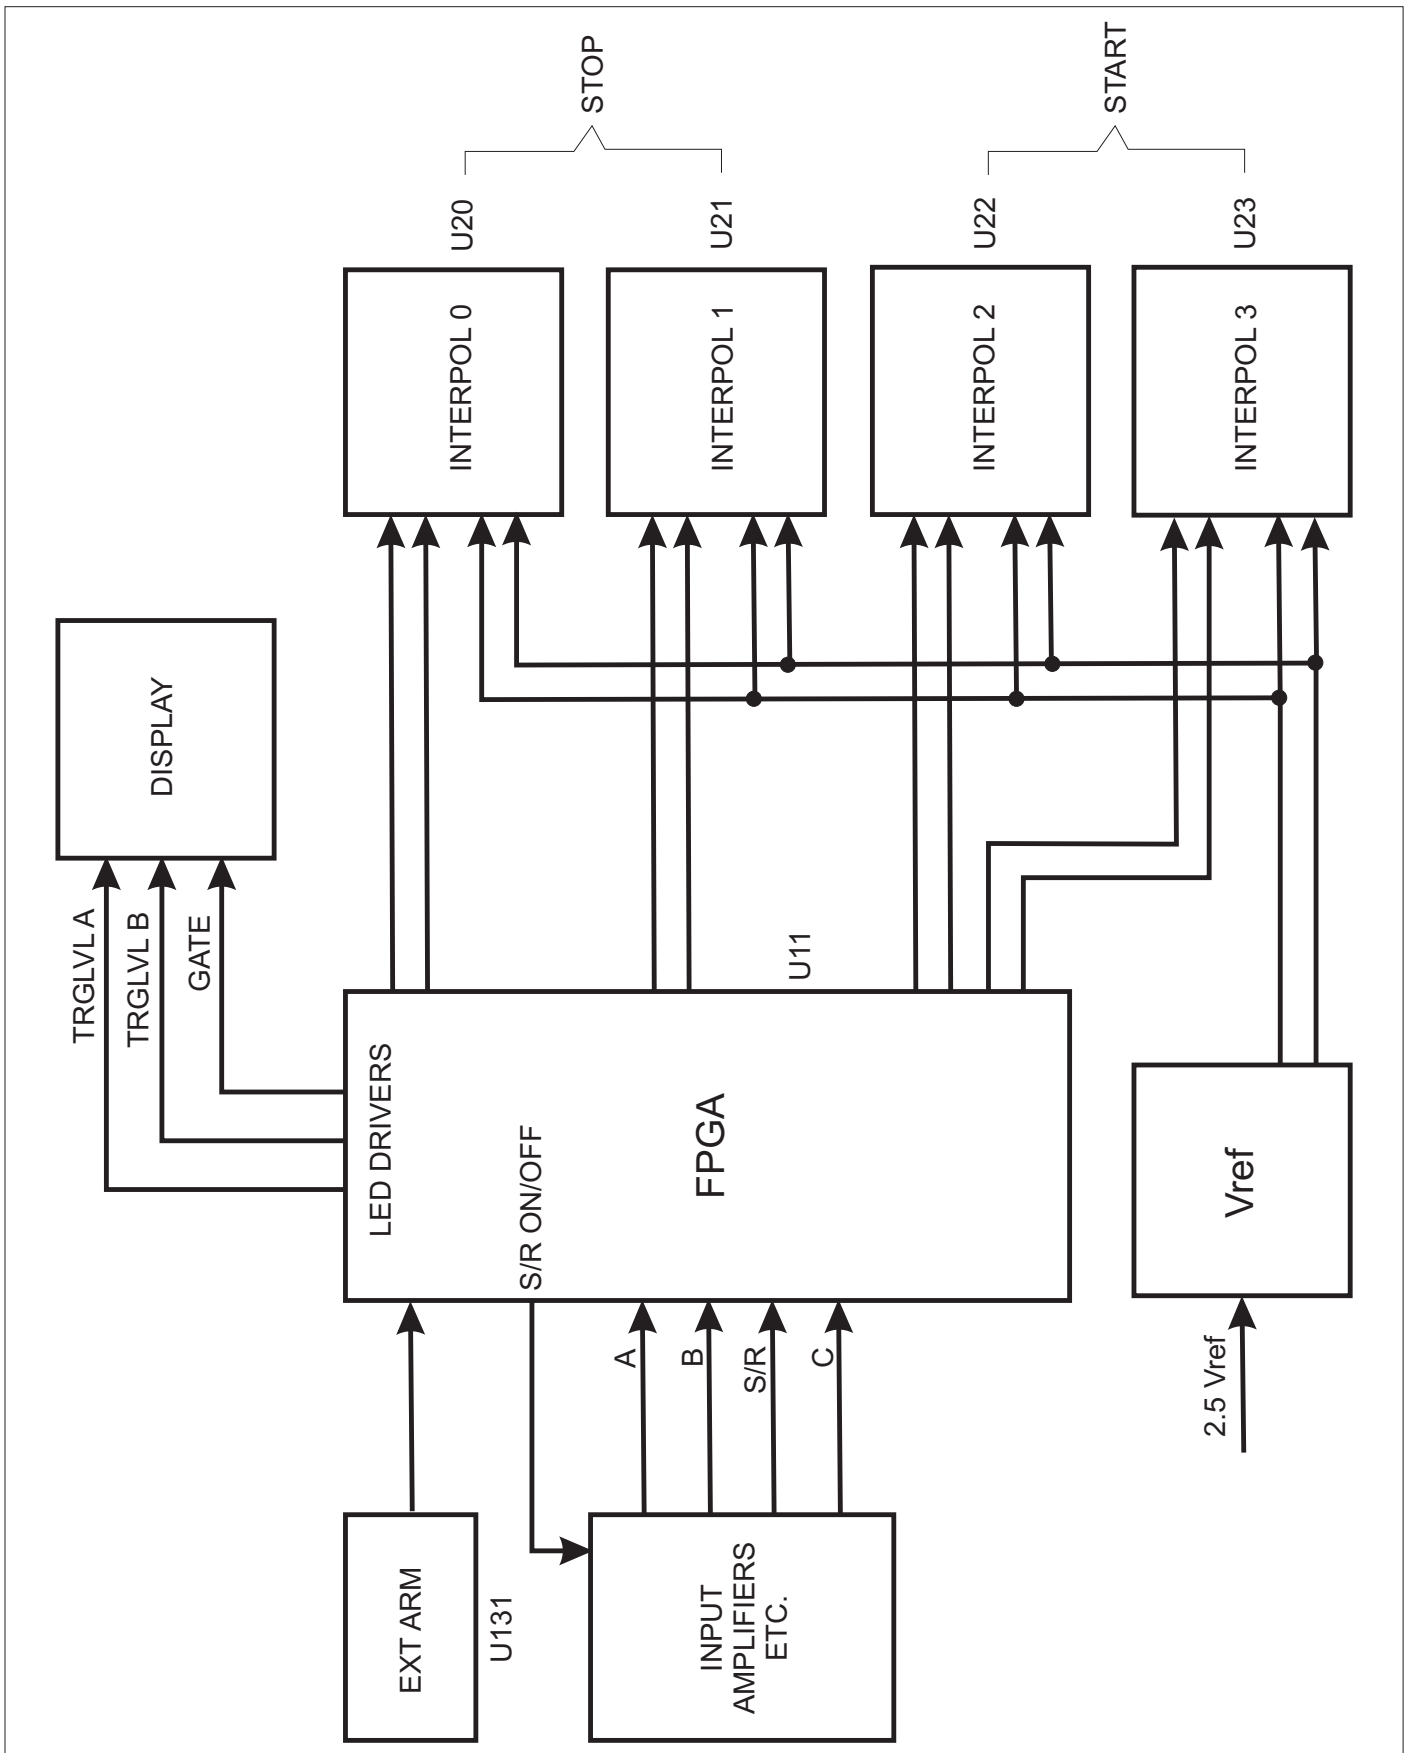 EXT ARM
U131
INPUT
AMPLIFIERS
ETC.
A
B
S/R
C
2.5 Vref
LED DRIVERS
S/R ON/OFF
FPGA
U11
Vref
TRGLVL A
TRGLVL B
GATE
DISPLAY
INTERPOL 0
U20
INTERPOL 1
U21
STOP
INTERPOL 2
U22
INTERPOL 3
U23
START